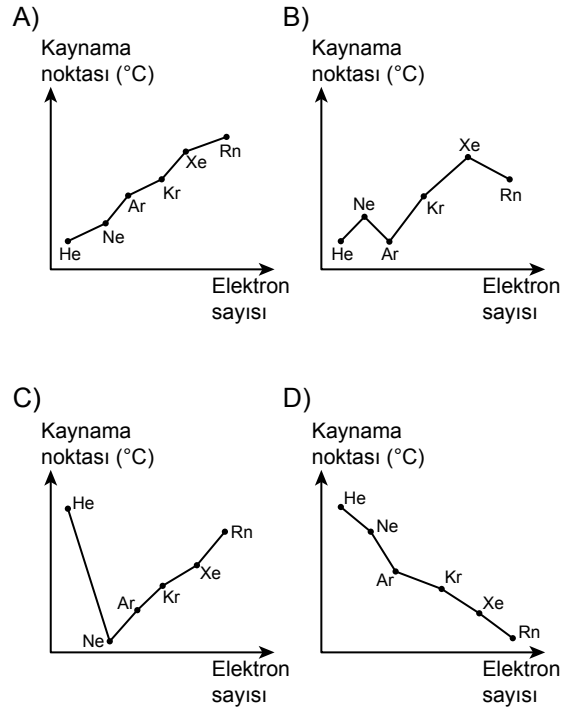 A)
Kaynama
noktası (°C)
He
Ne
Ar
Kr
Xe
Rn
Elektron
sayısı
B)
Kaynama
noktası (°C)
He
Ne
Ar
Kr
Xe
Rn
Elektron
sayısı
C)
Kaynama
noktası (°C)
He
Ne
Ar
Kr
Xe
Rn
Elektron
sayısı
D)
Kaynama
noktası (°C)
He
Ne
Ar
Kr
Xe
Rn
Elektron
sayısı